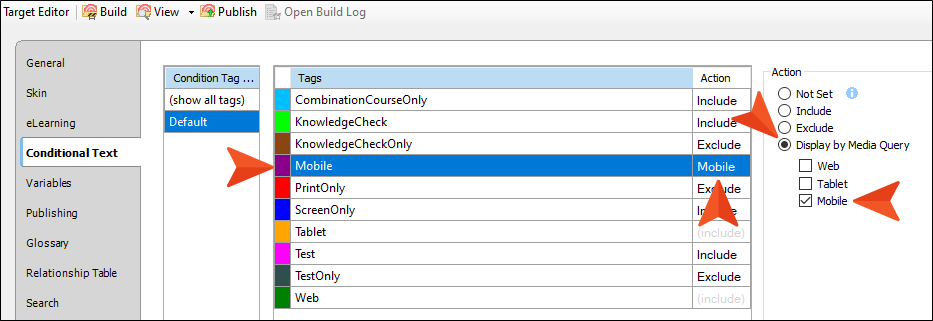 Target Editor Build View Publish Open Build Log
General
Skin
eLearning
Conditional Text
Variables
Publishing
Glossary
Relationship Table
Search
Condition Tag ...
(show all tags)
Default
Tags Action
CombinationCourseOnly Include
KnowledgeCheck Include
KnowledgeCheckOnly Exclude
Mobile Mobile
PrintOnly Exclude
ScreenOnly
Tablet (include)
Test Include
TestOnly Exclude
Web (include)
Action
Not Set
Include
Exclude
Display by Media Query
Web
Tablet
Mobile